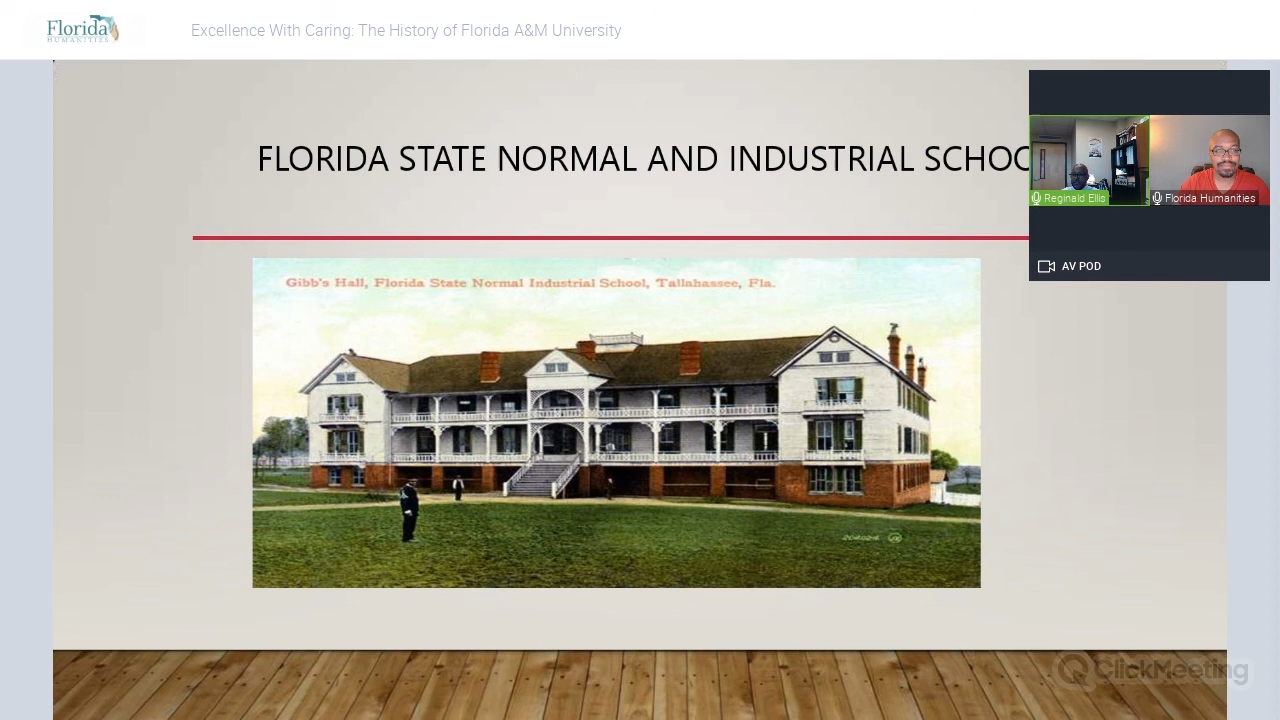 Florida
HUMANITIES
Excellence With Caring: The History of Florida A&M University
FLORIDA STATE NORMAL AND INDUSTRIAL SCHOO
Gibb's Hall, Florida State Normal Industrial School, Tallahassee, Fla.
Reginald Ellis
Florida Humanities
AV POD
ClickMeeting